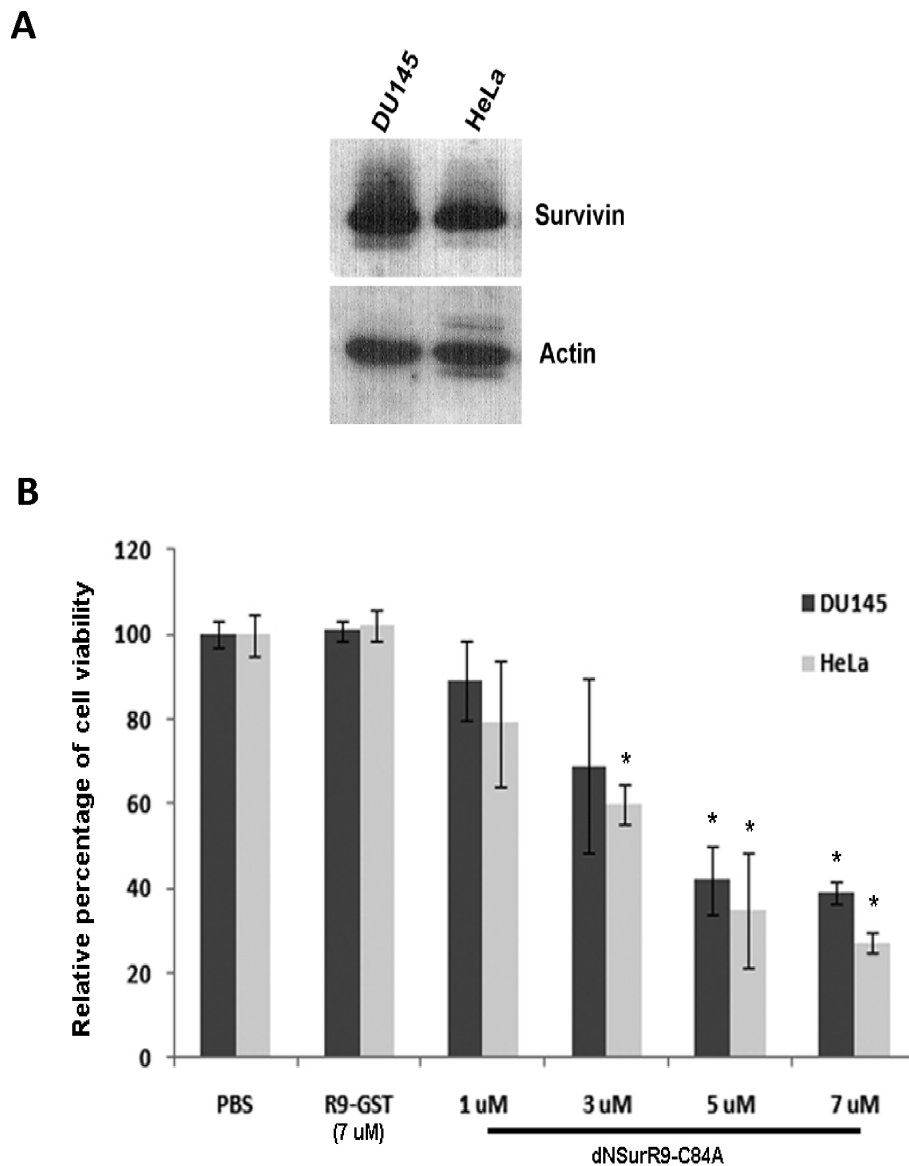 A
DU145 HeLa
Survivin
Actin
B
Relative percentage of cell viability
120
100
80
60
40
20
0
DU145
HeLa
*
* *
* *
PBS R9-GST 1 uM 3 uM 5 uM 7 uM
(7 uM)
dNSurR9-C84A